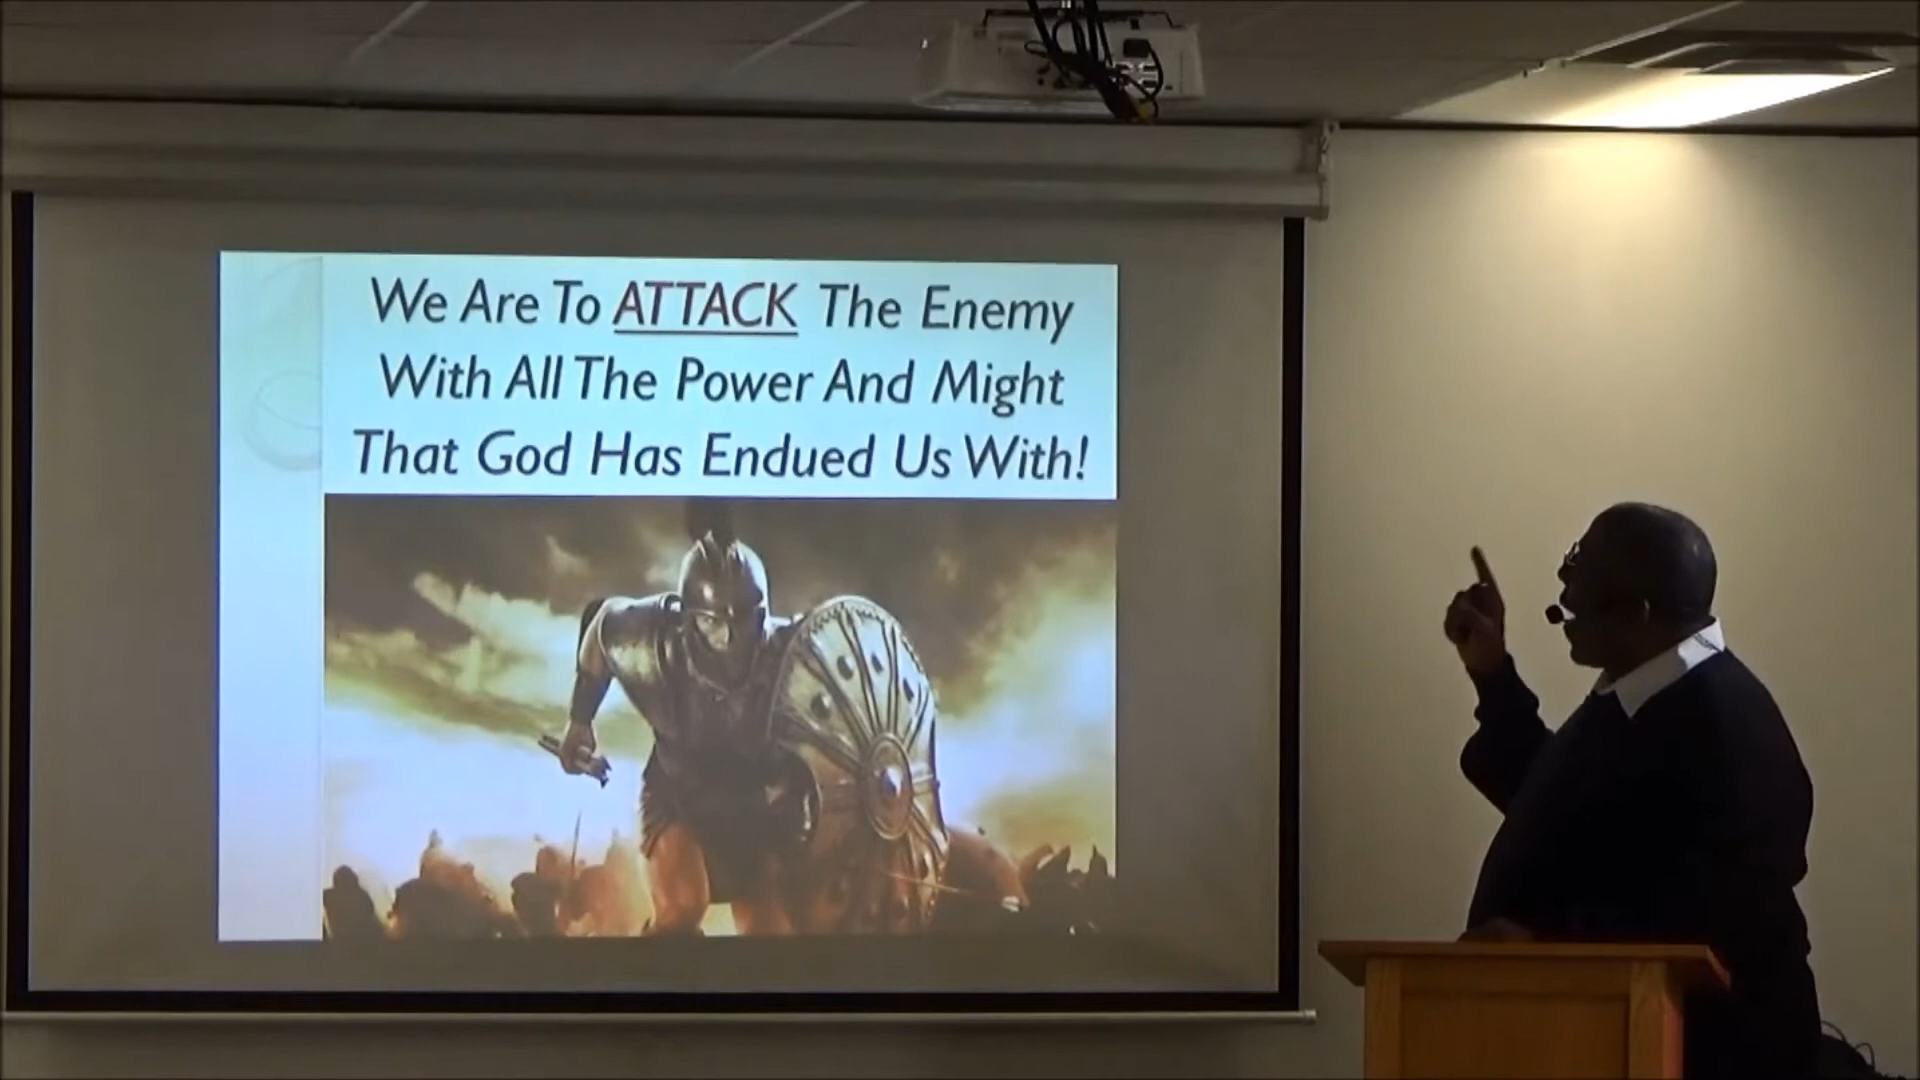 We Are To ATTACK The Enemy
With All The Power And Might
That God Has Endued Us With!